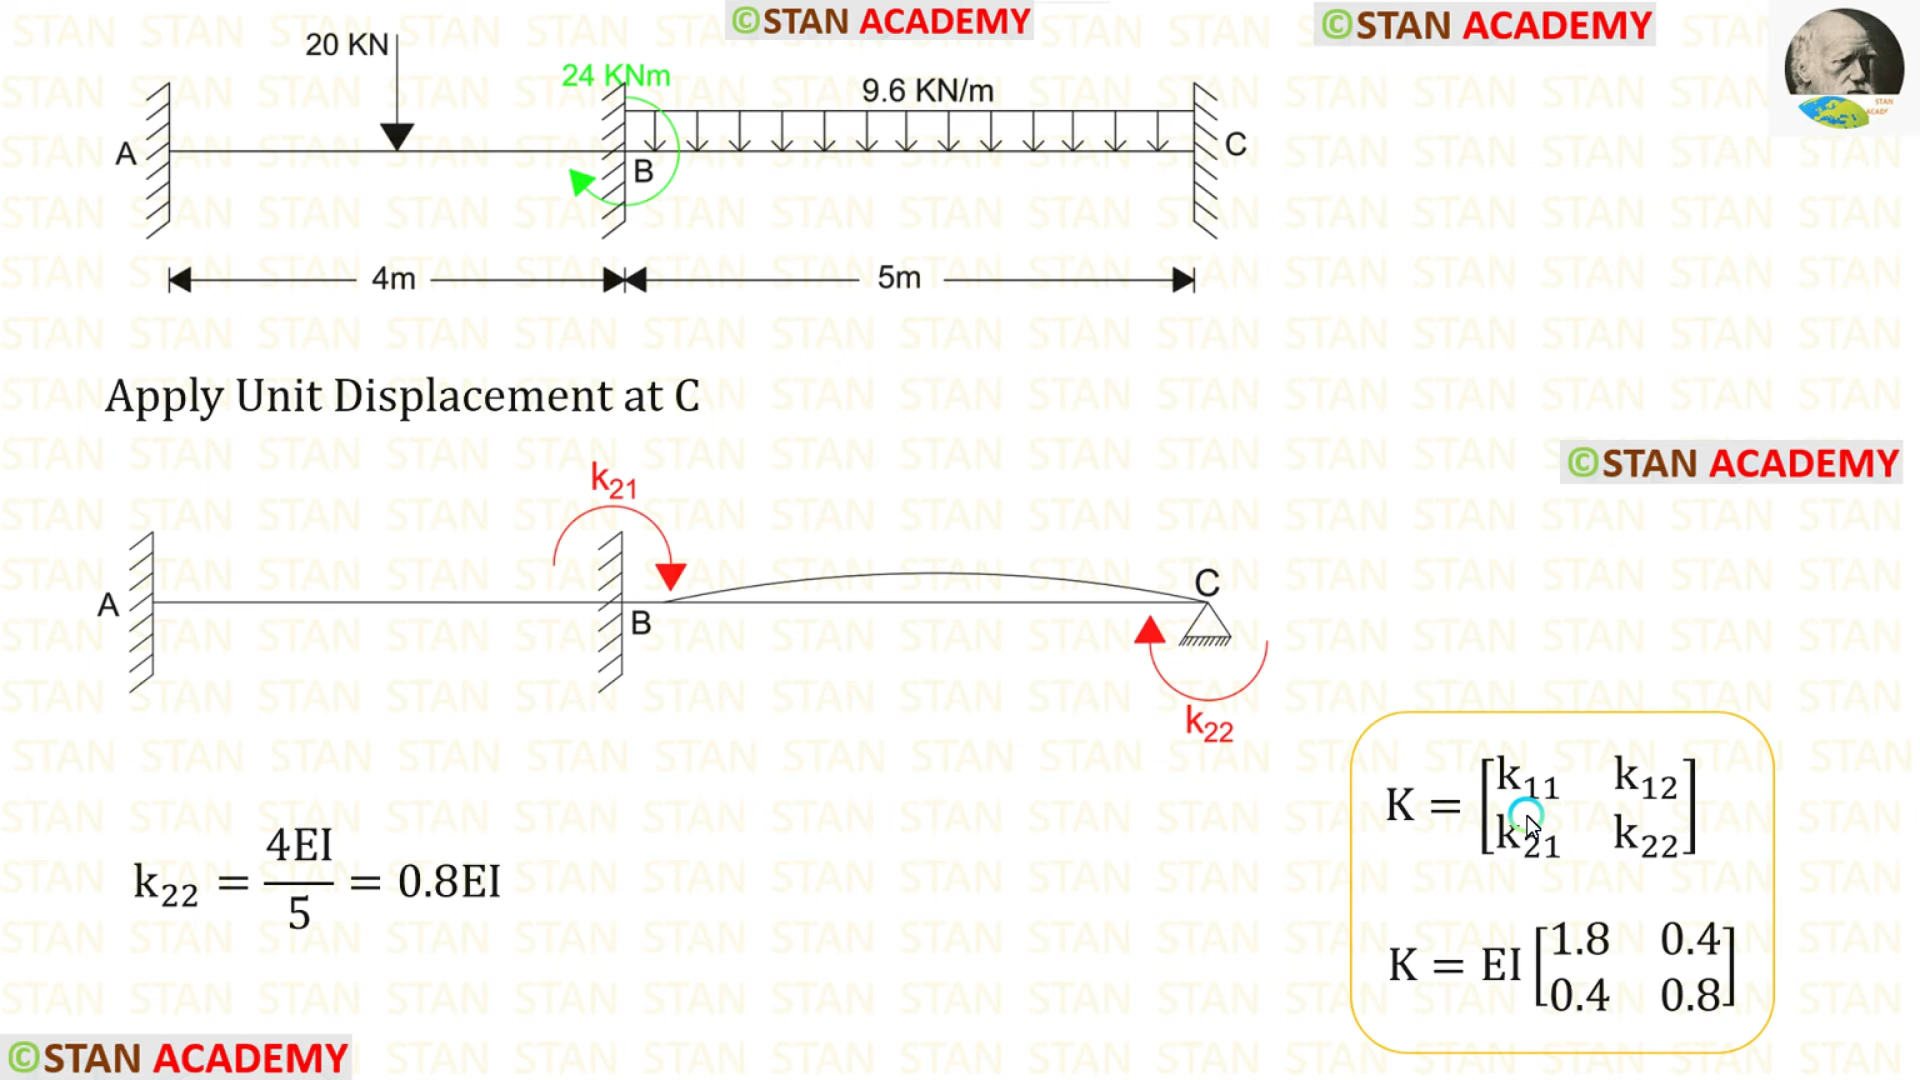 ©STAN ACADEMY
©STAN ACADEMY
20 KN
24 KNm
9.6 KN/m
A
B
C
4m
5m
STAN
ACADF
Apply Unit Displacement at C
©STAN ACADEMY
k21
A
B
C
k22
k22 = 4EI/5 = 0.8EI
K = [k11 k12
k21 k22]
K = EI [1.8 0.4
0.4 0.8]
©STAN ACADEMY